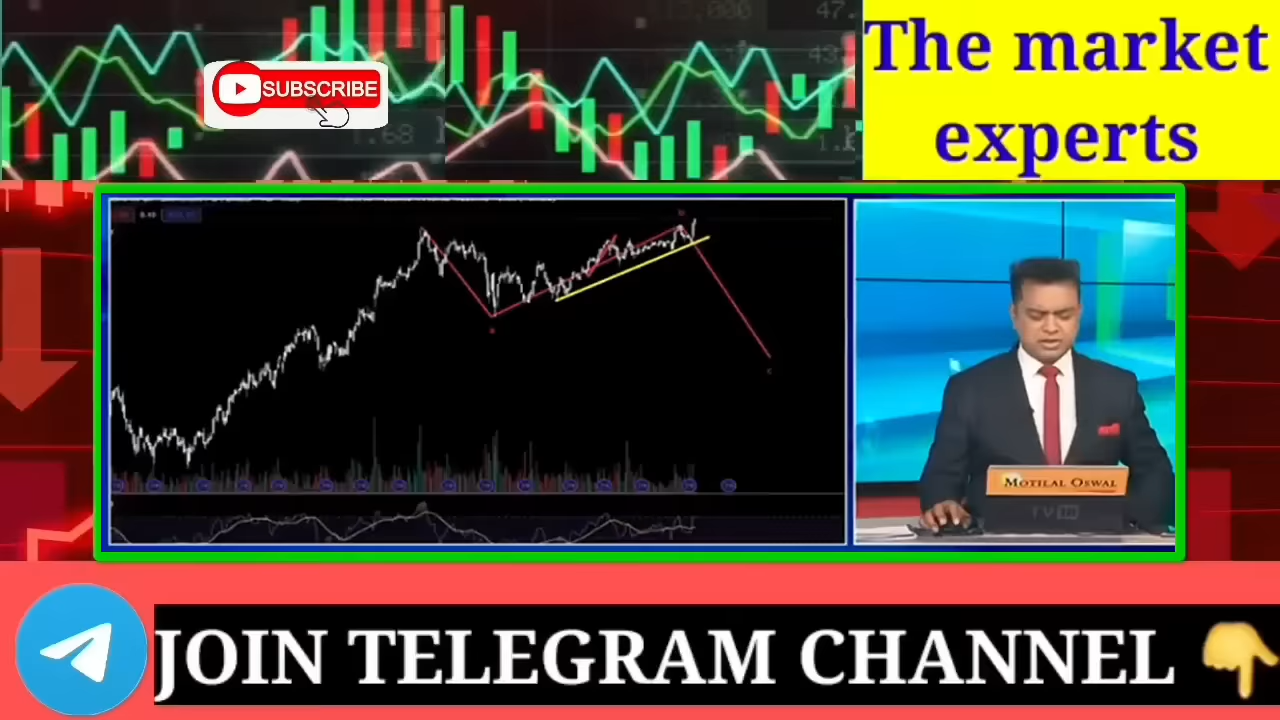 SUBSCRIBE
The market
experts
MOTILAL OSWAL
JOIN TELEGRAM CHANNEL